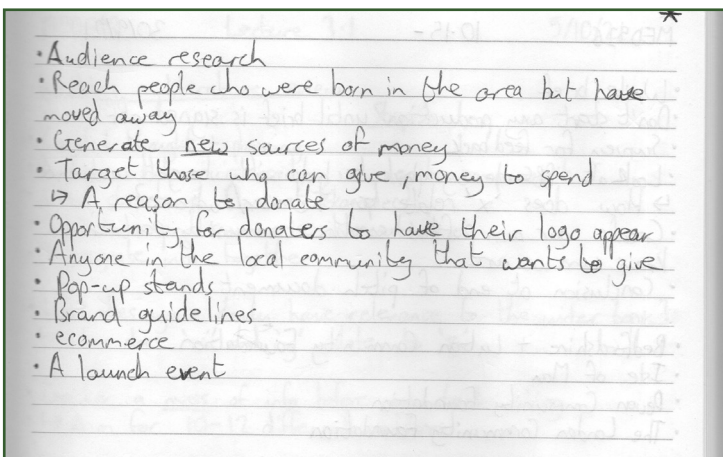 *
• Audience research
• Reach people who were born in the area but have
moved away
• Generate new sources of money
• Target those who can give, money to spend
↳ A reason to donate
• Opportunity for donaters to have their logo appear
• Anyone in the local community that wants to give
• Pop-up stands
• Brand guidelines
• ecommerce
• A launch event